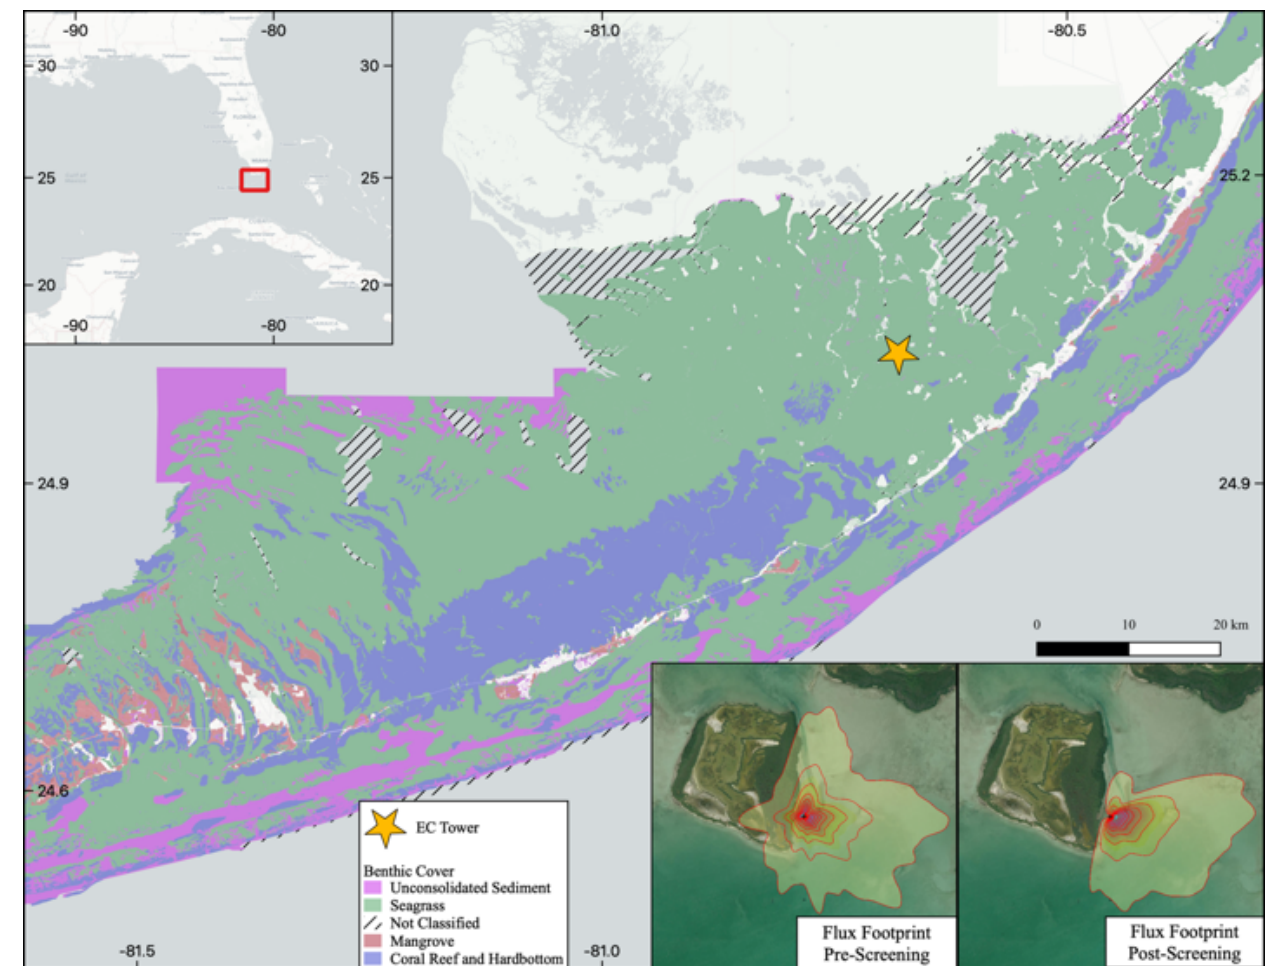 -90
-80
-81.0
-80.5
30
30
FLORIDA
25
25
25.2
20
20
-90
-80
24.9
24.9
0
10
20 km
24.6
EC Tower
Benthic Cover
Unconsolidated Sediment
Seagrass
Not Classified
Mangrove
Coral Reef and Hardbottom
Flux Footprint
Pre-Screening
Flux Footprint
Post-Screening
-81.5
-81.0